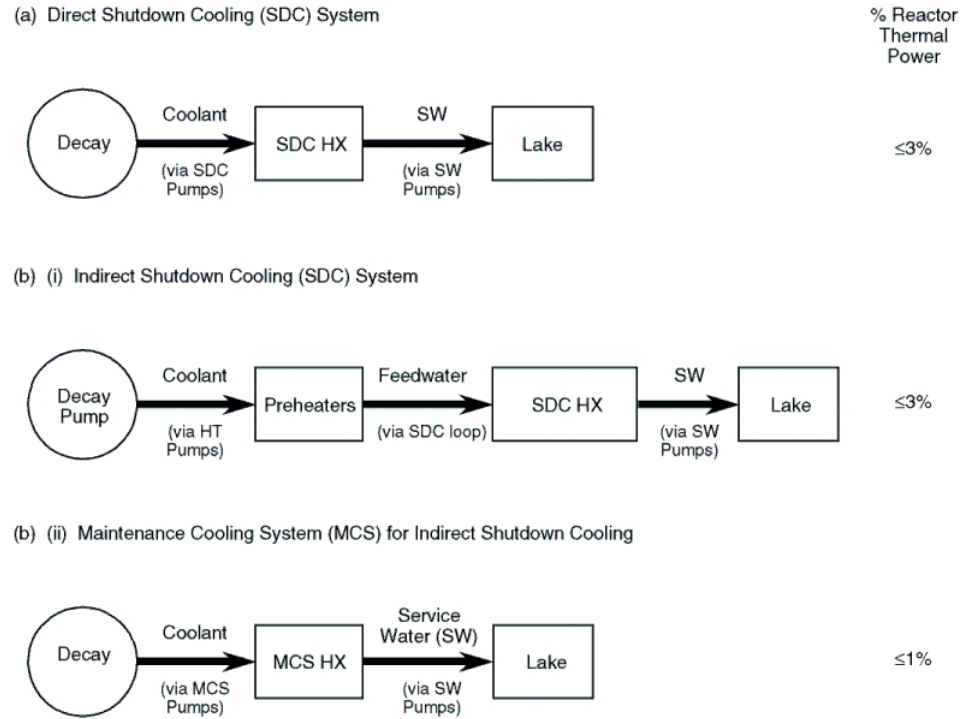 (a) Direct Shutdown Cooling (SDC) System
% Reactor
Thermal
Power
Coolant
SW
Decay
SDC HX
Lake
≤3%
(via SDC
Pumps)
(via SW
Pumps)
(b) (i) Indirect Shutdown Cooling (SDC) System
Coolant
Feedwater
SW
Decay
Pump
Preheaters
SDC HX
Lake
≤3%
(via HT
Pumps)
(via SDC loop)
(via SW
Pumps)
(b) (ii) Maintenance Cooling System (MCS) for Indirect Shutdown Cooling
Coolant
Service
Water (SW)
Decay
MCS HX
Lake
≤1%
(via MCS
Pumps)
(via SW
Pumps)